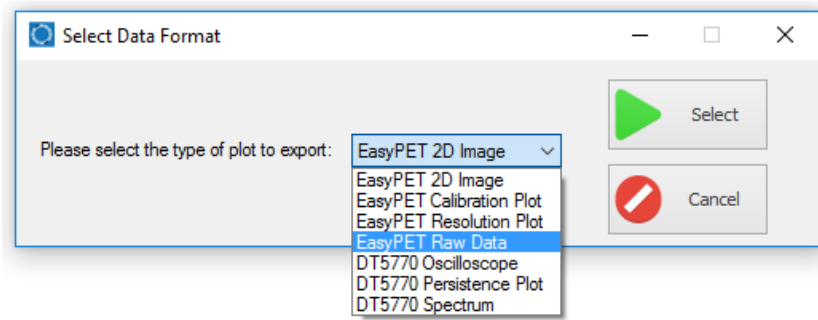 Select Data Format
Please select the type of plot to export:
EasyPET 2D Image
Select
EasyPET 2D Image
EasyPET Calibration Plot
EasyPET Resolution Plot
EasyPET Raw Data
DT5770 Oscilloscope
DT5770 Persistence Plot
DT5770 Spectrum
Cancel